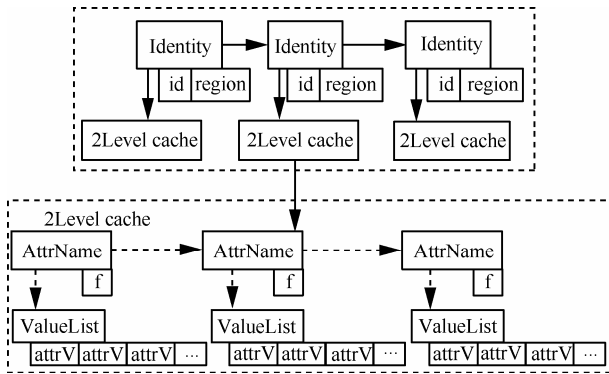 Identity Identity Identity
id region id region id region
2Level cache 2Level cache 2Level cache
2Level cache
AttrName AttrName AttrName
f f f
ValueList ValueList ValueList
attrV attrV attrV ... attrV attrV attrV ... attrV attrV attrV ...